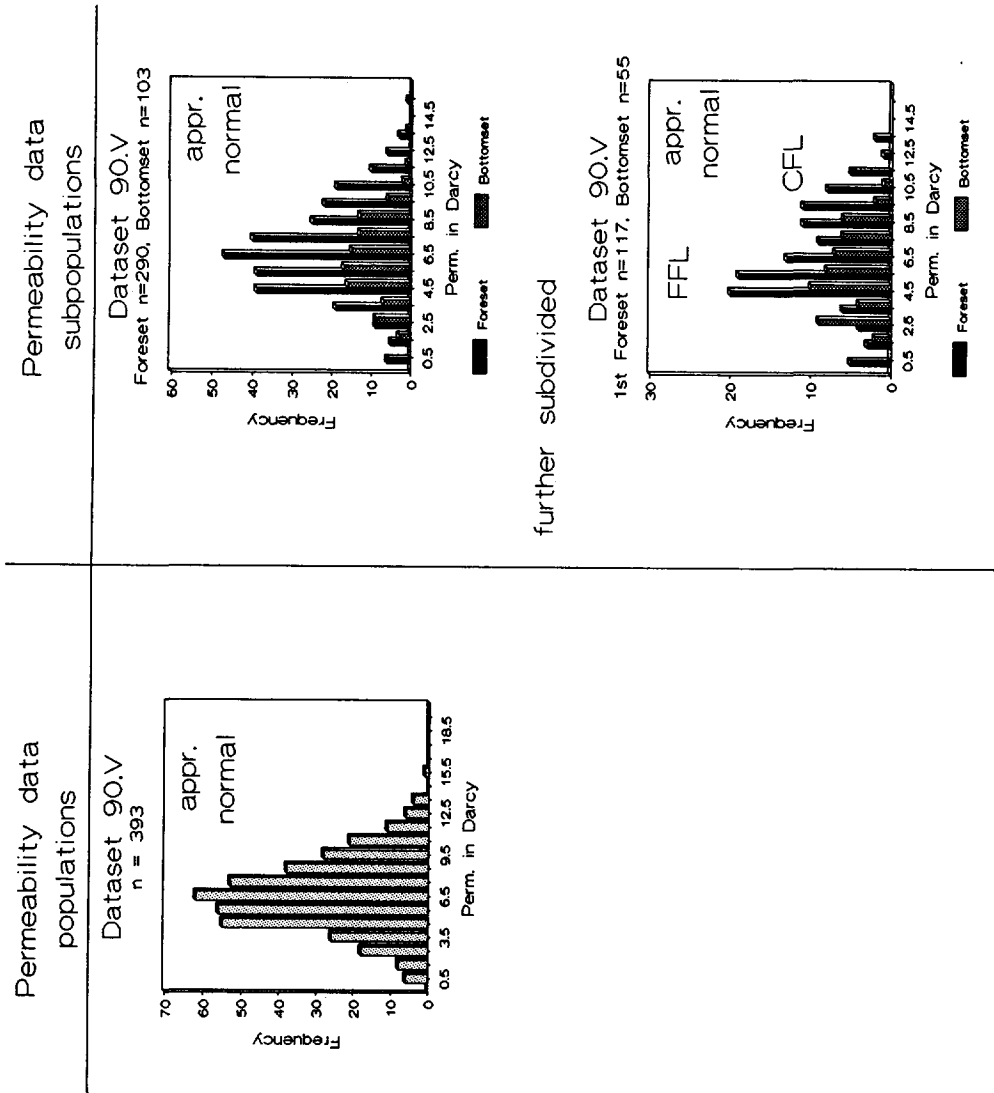 Permeability data
populations
Dataset 90.V
n = 393
appr.
normal
Frequency
70
60
50
40
30
20
10
0
0.5 3.5 6.5 9.5 12.5 15.5 18.5
Perm. in Darcy
Permeability data
subpopulations
Dataset 90.V
Foreset n=290, Bottomset n=103
appr.
normal
Frequency
60
50
40
30
20
10
0
0.5 2.5 4.5 6.5 8.5 10.5 12.5 14.5
Perm. in Darcy
Foreset Bottomset
further subdivided
Dataset 90.V
1st Foreset n=117, Bottomset n=55
FFL appr.
normal
CFL
Frequency
30
20
10
0
0.5 2.5 4.5 6.5 8.5 10.5 12.5 14.5
Perm. in Darcy
Foreset Bottomset